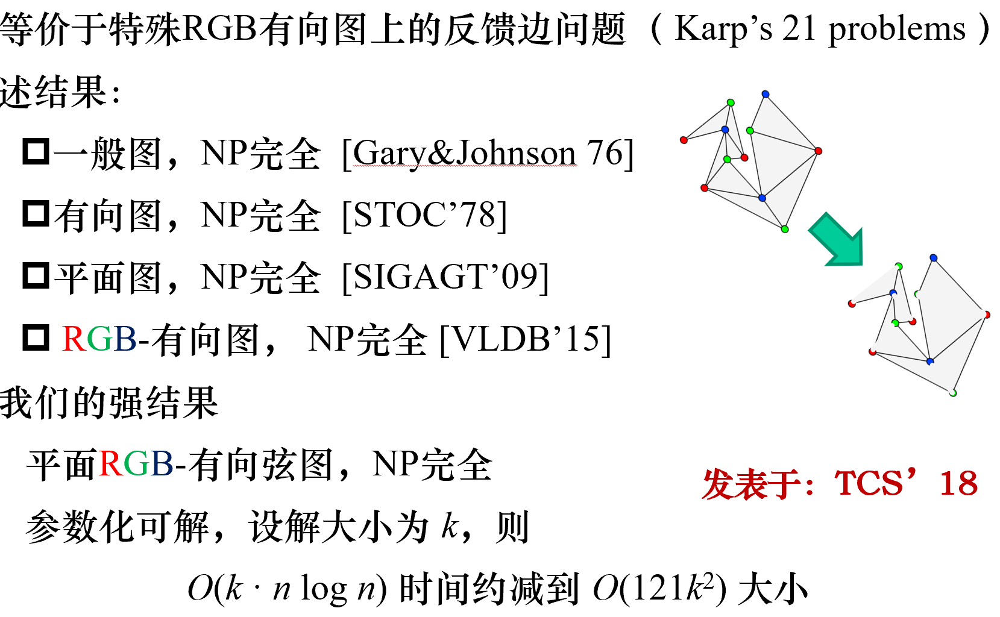 等价于特殊RGB有向图上的反馈边问题（Karp’s 21 problems）
述结果：
一般图，NP完全 [Gary&Johnson 76]
有向图，NP完全 [STOC’78]
平面图，NP完全 [SIGAGT’09]
RGB-有向图， NP完全 [VLDB’15]
我们的强结果
平面RGB-有向弦图，NP完全
发表于：TCS’18
参数化可解，设解大小为 k，则
O(k · n log n) 时间约减到 O(121k²) 大小